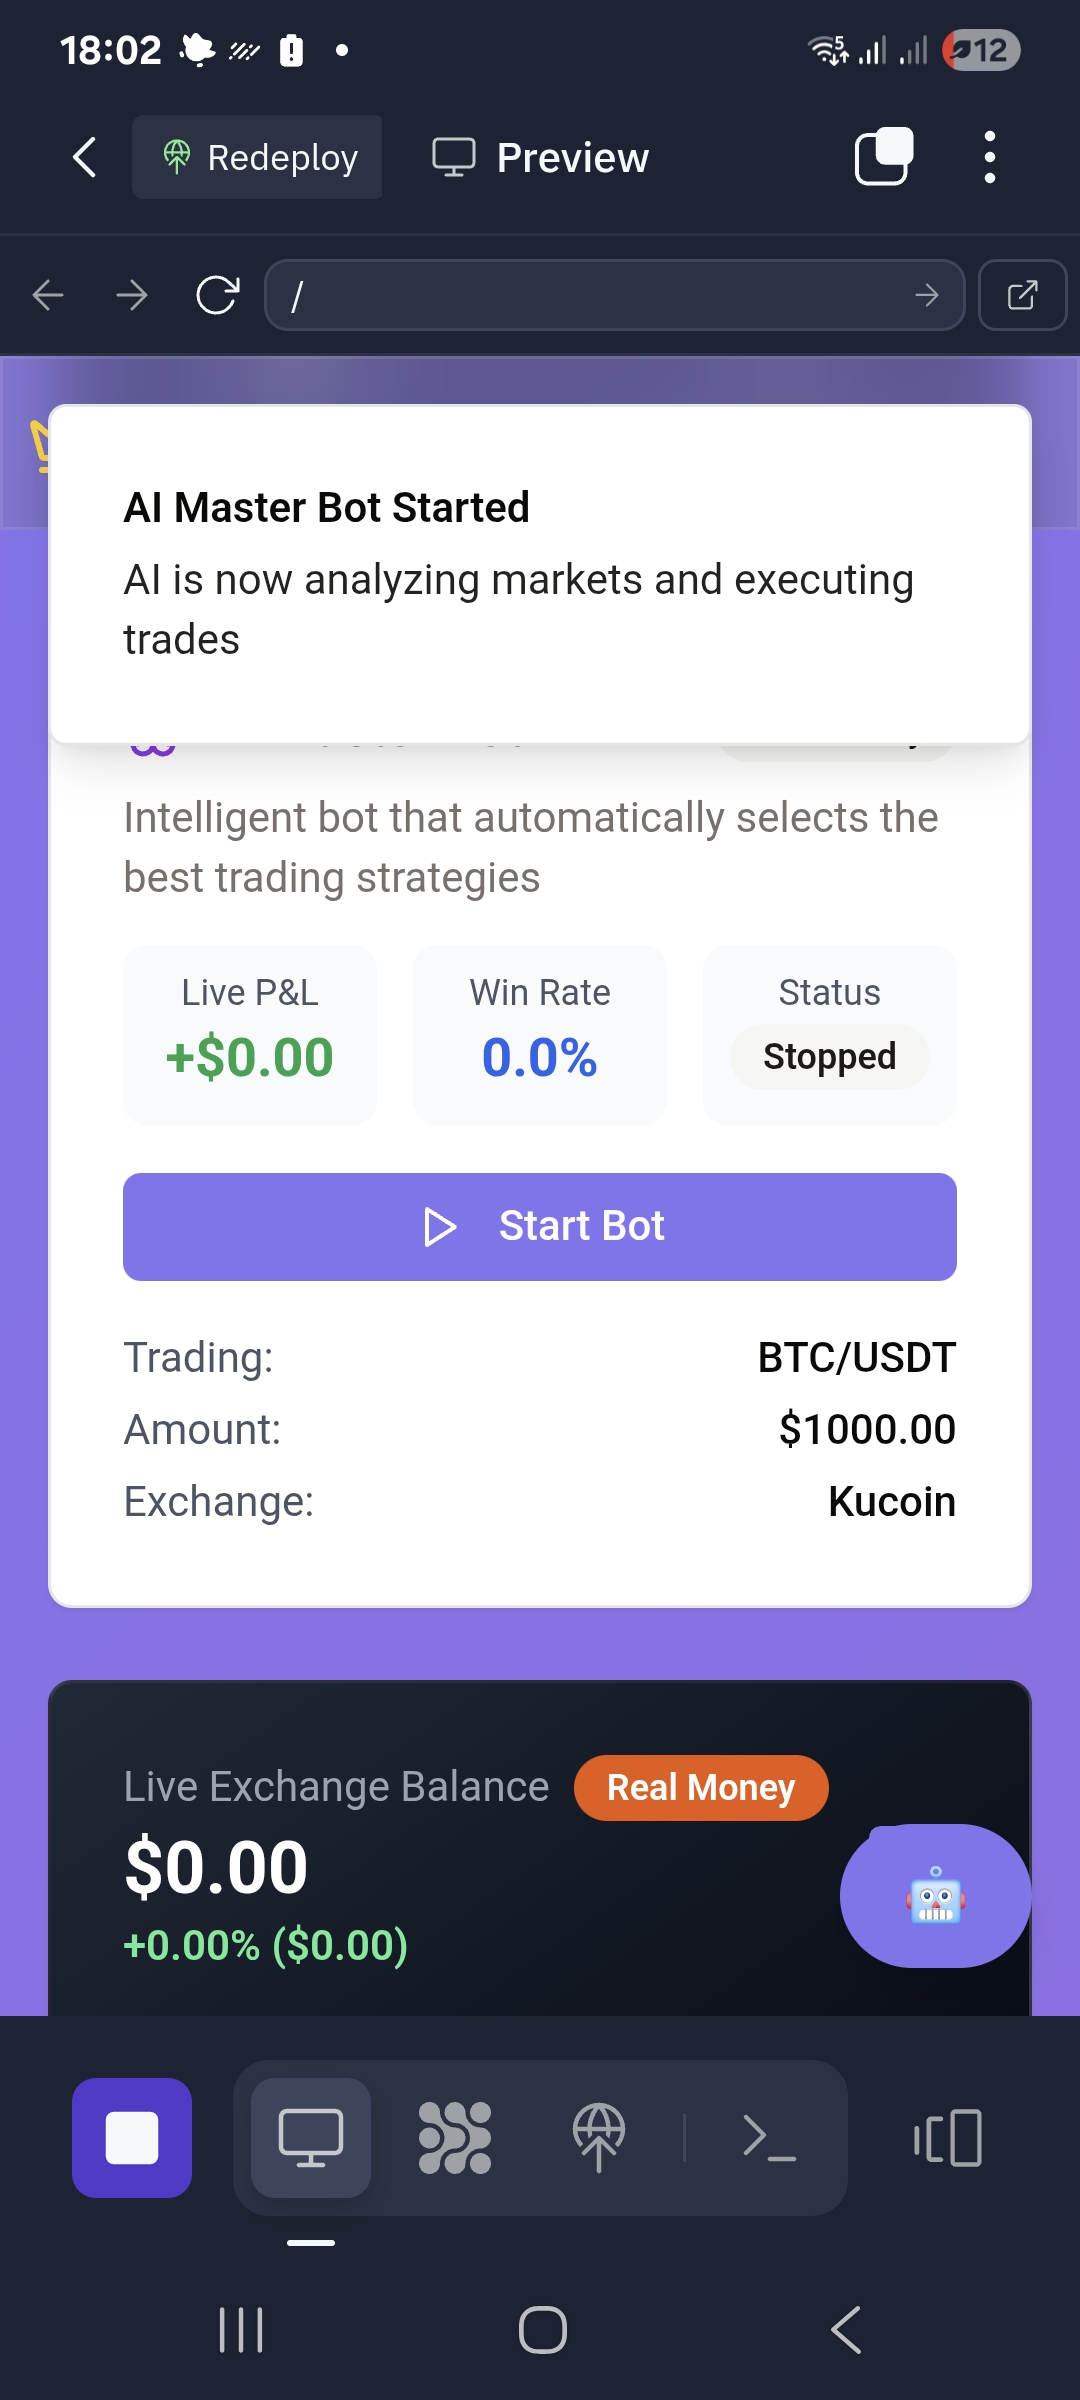 18:02
5
12
Redeploy
Preview
/
AI Master Bot Started
AI is now analyzing markets and executing
trades
Intelligent bot that automatically selects the
best trading strategies
Live P&L
Win Rate
Status
+$0.00
0.0%
Stopped
Start Bot
Trading:
BTC/USDT
Amount:
$1000.00
Exchange:
Kucoin
Live Exchange Balance
Real Money
$0.00
+0.00% ($0.00)